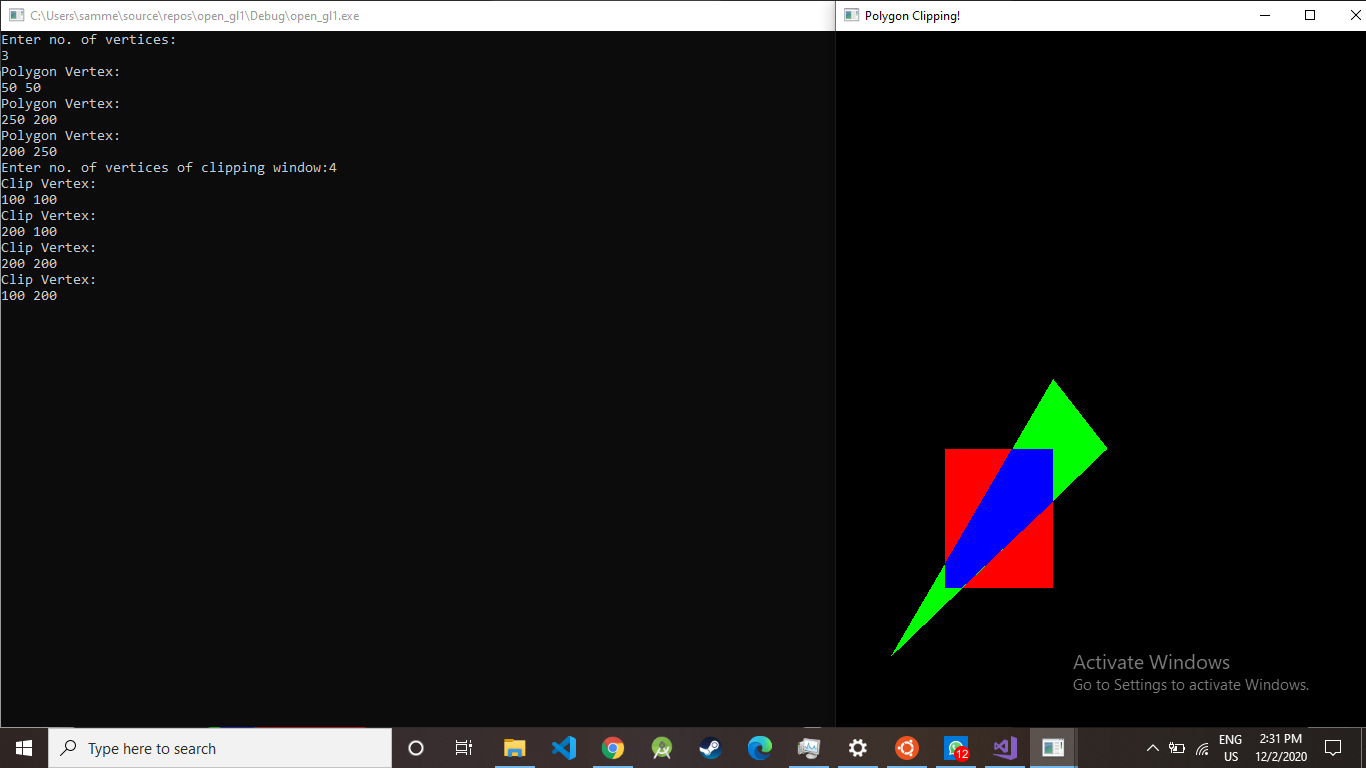 C:\Users\samme\source\repos\open_gl1\Debug\open_gl1.exe
Enter no. of vertices:
3
Polygon Vertex:
50 50
Polygon Vertex:
250 200
Polygon Vertex:
200 250
Enter no. of vertices of clipping window:4
Clip Vertex:
100 100
Clip Vertex:
200 100
Clip Vertex:
200 200
Clip Vertex:
100 200
Polygon Clipping!
Activate Windows
Go to Settings to activate Windows.
Type here to search
12
ENG
US
2:31 PM
12/2/2020